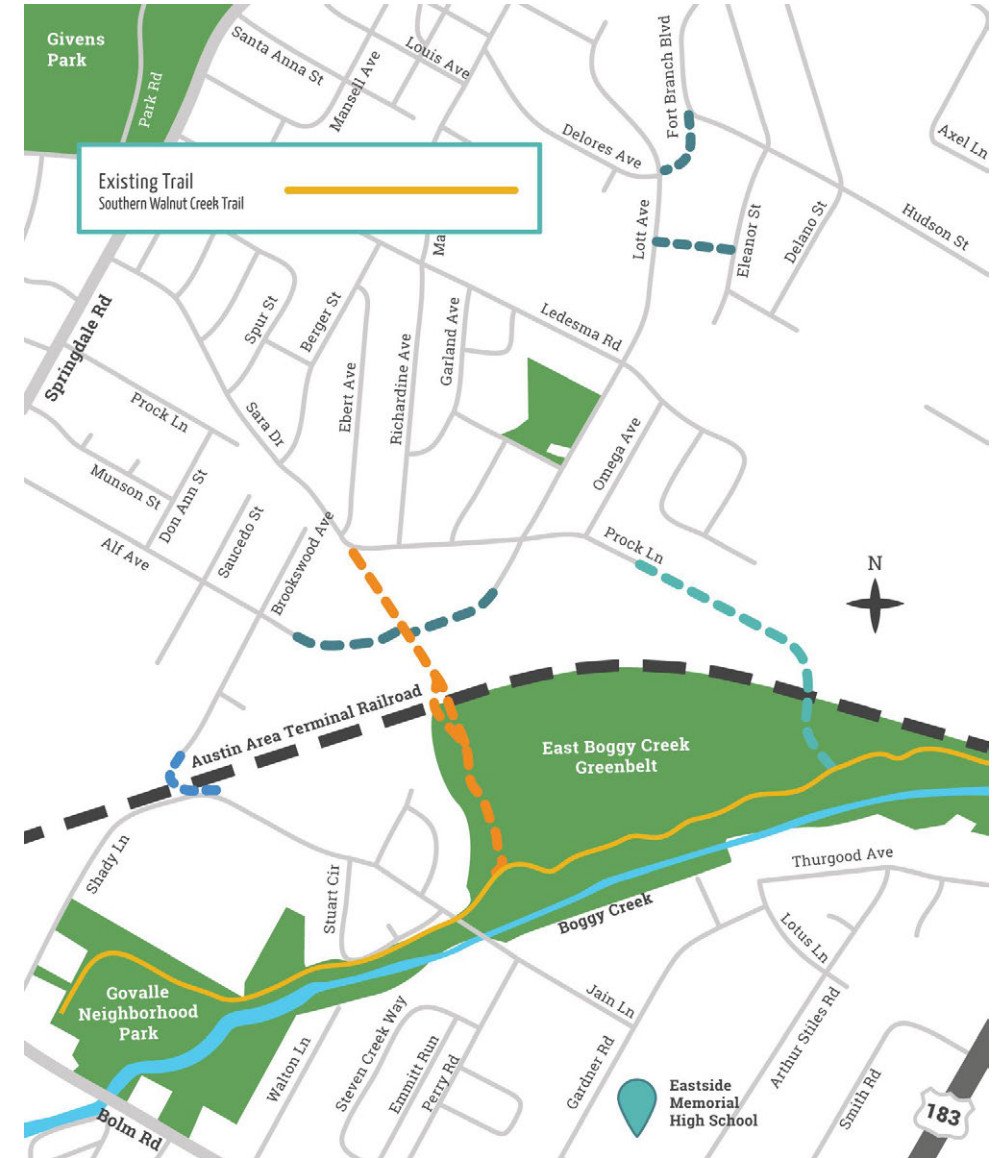 Givens
Park
Park Rd
Santa Anna St
Mansell Ave
Louis Ave
Fort Branch Blvd
Delores Ave
Axel Ln
Existing Trail
Southern Walnut Creek Trail
Ma
Lott Ave
Eleanor St
Delano St
Hudson St
Springdale Rd
Spur St
Berger St
Ledesma Rd
Ebert Ave
Richardine Ave
Garland Ave
Prock Ln
Sara Dr
Omega Ave
Munson St
Don Ann St
Saucedo St
Brookswood Ave
Alf Ave
Prock Ln
N
Austin Area Terminal Railroad
East Boggy Creek
Greenbelt
Shady Ln
Stuart Cir
Thurgood Ave
Boggy Creek
Lotus Ln
Govalle
Neighborhood
Park
Jain Ln
Walton Ln
Steven Creek Way
Emmitt Run
Perry Rd
Gardner Rd
Arthur Stiles Rd
Smith Rd
Eastside
Memorial
High School
183
Bolm Rd